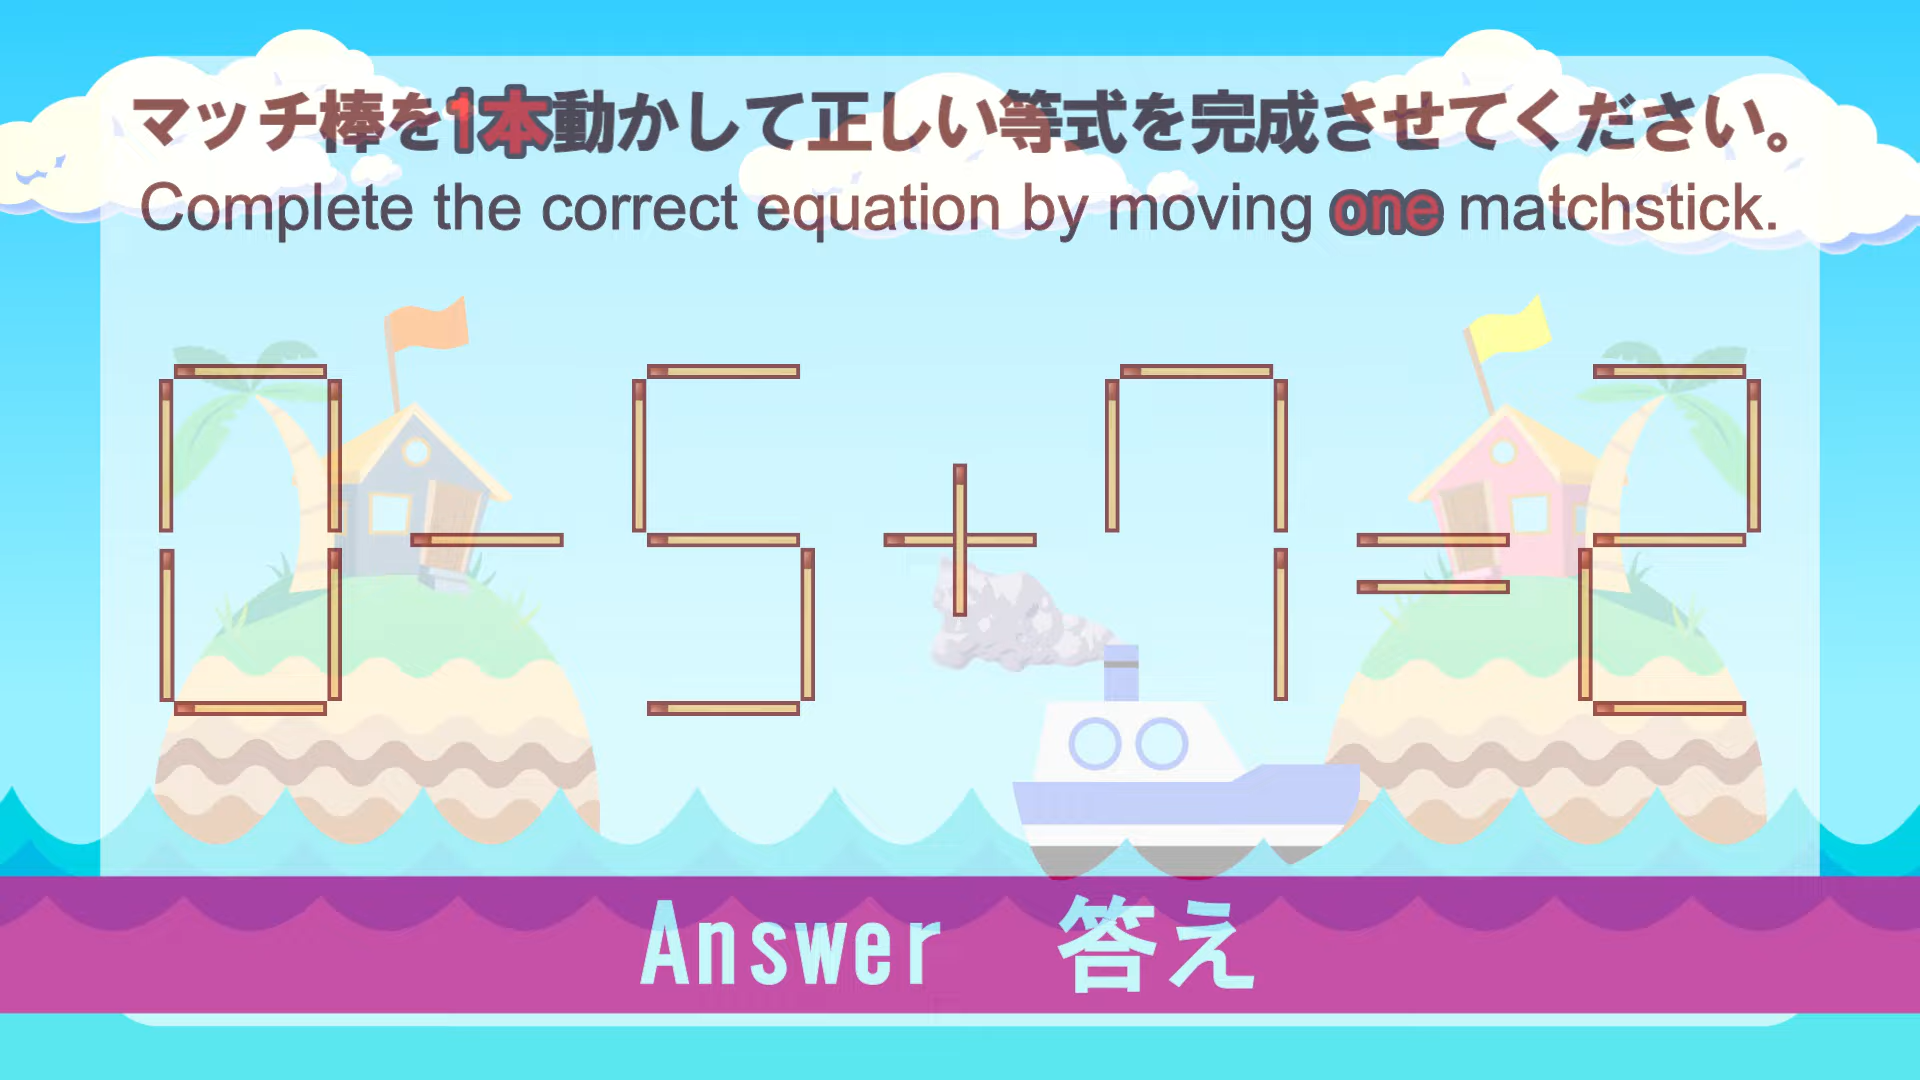 マッチ棒を1本動かして正しい等式を完成させてください。
Complete the correct equation by moving one matchstick.
0-5+7=2
Answer 答え